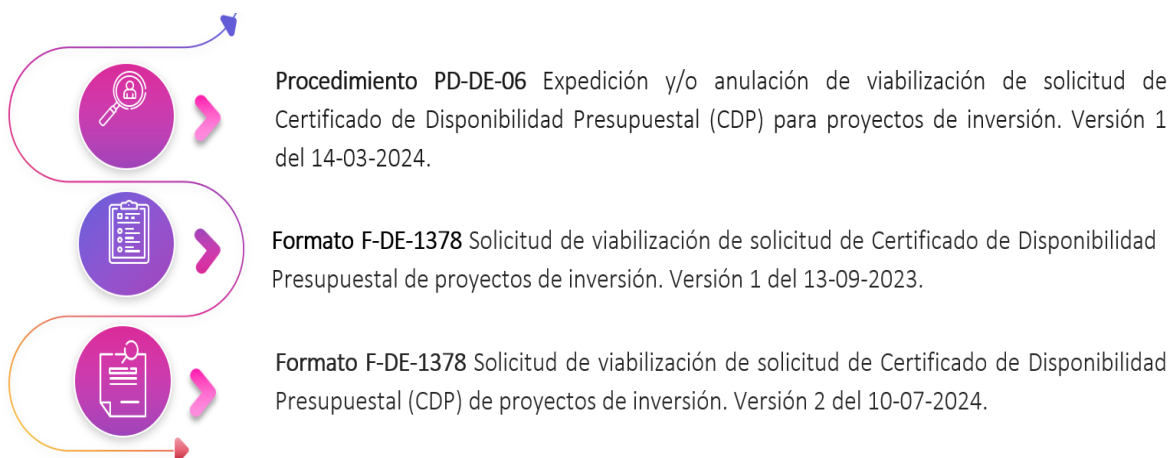 Procedimiento PD-DE-06 Expedición y/o anulación de viabilización de solicitud de
Certificado de Disponibilidad Presupuestal (CDP) para proyectos de inversión. Versión 1
del 14-03-2024.
Formato F-DE-1378 Solicitud de viabilización de solicitud de Certificado de Disponibilidad
Presupuestal de proyectos de inversión. Versión 1 del 13-09-2023.
Formato F-DE-1378 Solicitud de viabilización de solicitud de Certificado de Disponibilidad
Presupuestal (CDP) de proyectos de inversión. Versión 2 del 10-07-2024.